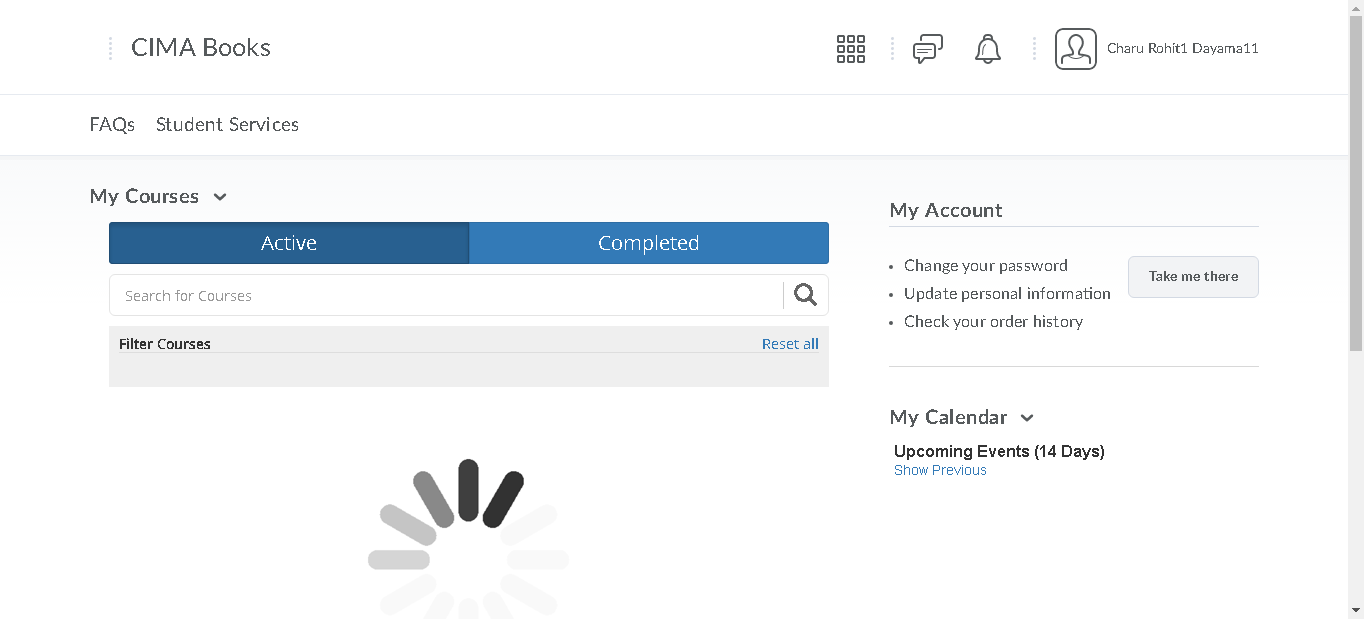 CIMA Books
Charu Rohit1 Dayama11
FAQs Student Services
My Courses
Active Completed
Search for Courses
Filter Courses Reset all
My Account
Change your password
Update personal information
Check your order history
Take me there
My Calendar
Upcoming Events (14 Days)
Show Previous